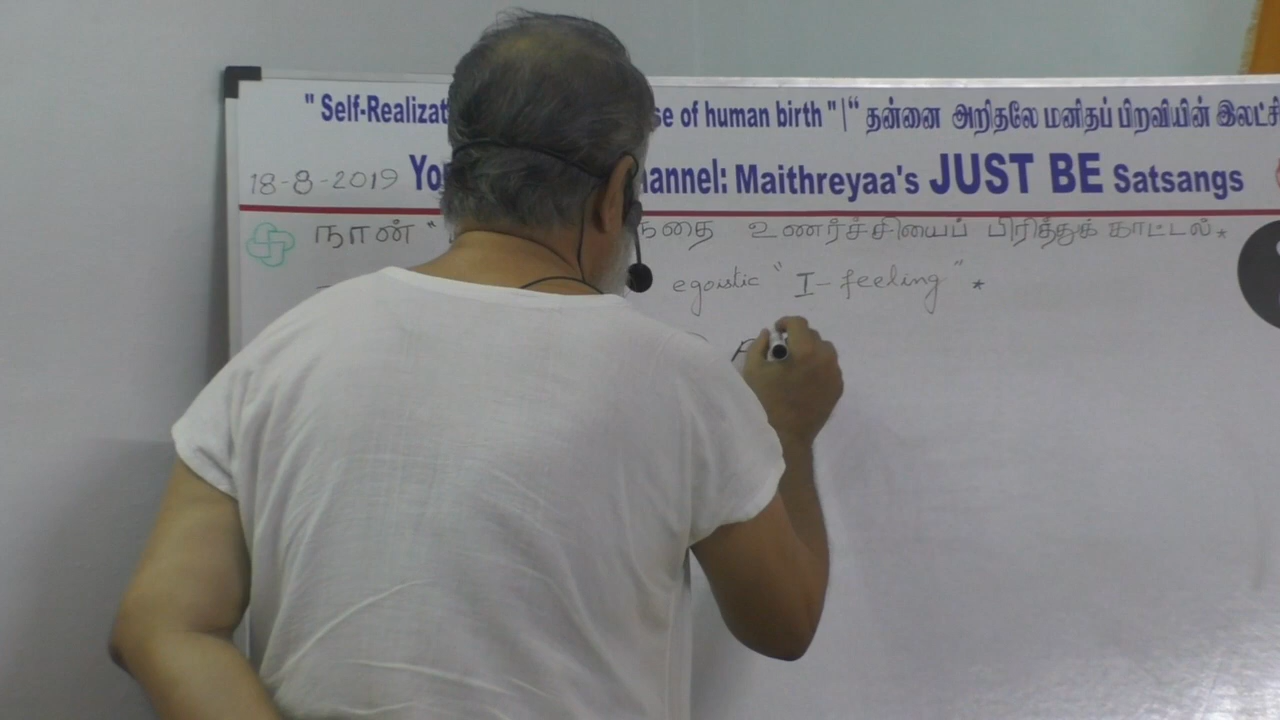 " Self-Realizat se of human birth " | “ தன்னை அறிதலே மனிதப் பிறவியின் இலட்சி
18-8-2019 Yo hannel: Maithreyaa's JUST BE Satsangs
நான் " ந்தை உணர்ச்சியைப் பிரித்துக் காட்டல்*
egoistic " I-feeling " *